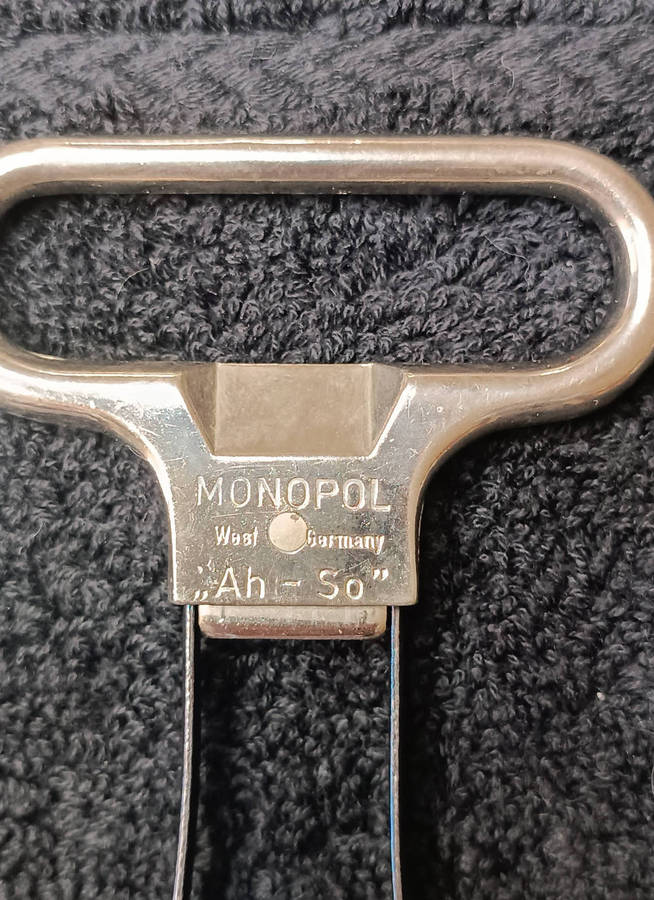 MONOPOL
West Germany
„Ah - So”